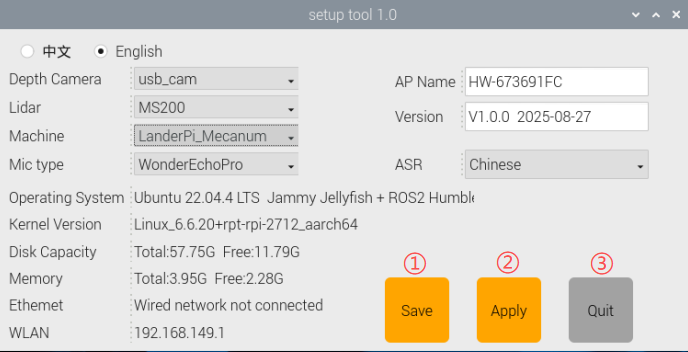 setup tool 1.0
中文 English
Depth Camera usb_cam
AP Name HW-673691FC
Lidar MS200
Version V1.0.0 2025-08-27
Machine LanderPi_Mecanum
Mic type WonderEchoPro
ASR Chinese
Operating System Ubuntu 22.04.4 LTS Jammy Jellyfish + ROS2 Humble
Kernel Version Linux_6.6.20+rpt-rpi-2712_aarch64
Disk Capacity Total:57.75G Free:11.79G
Memory Total:3.95G Free:2.28G
Ethernet Wired network not connected
WLAN 192.168.149.1
① ② ③
Save Apply Quit